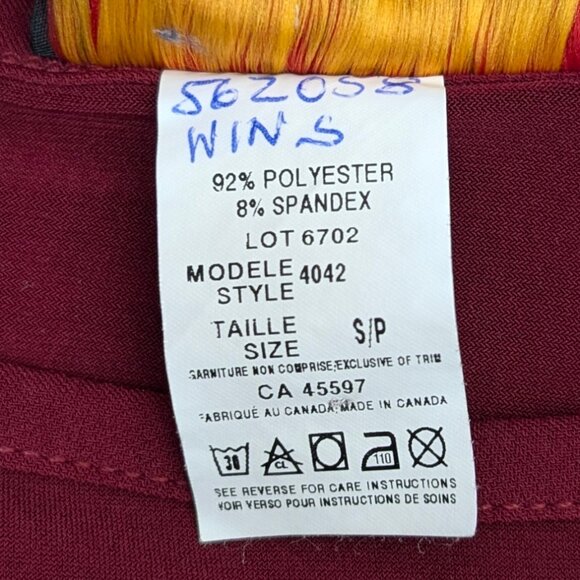 562058
WIN S
92% POLYESTER
8% SPANDEX
LOT 6702
MODELE 4042
STYLE
TAILLE S/P
SIZE
GARNITURE NON COMPRISE;EXCLUSIVE OF TRIM
CA 45597
FABRIQUÉ AU CANADA/MADE IN CANADA
30 CL 110
SEE REVERSE FOR CARE INSTRUCTIONS
VOIR VERSO POUR INSTRUCTIONS DE SOINS